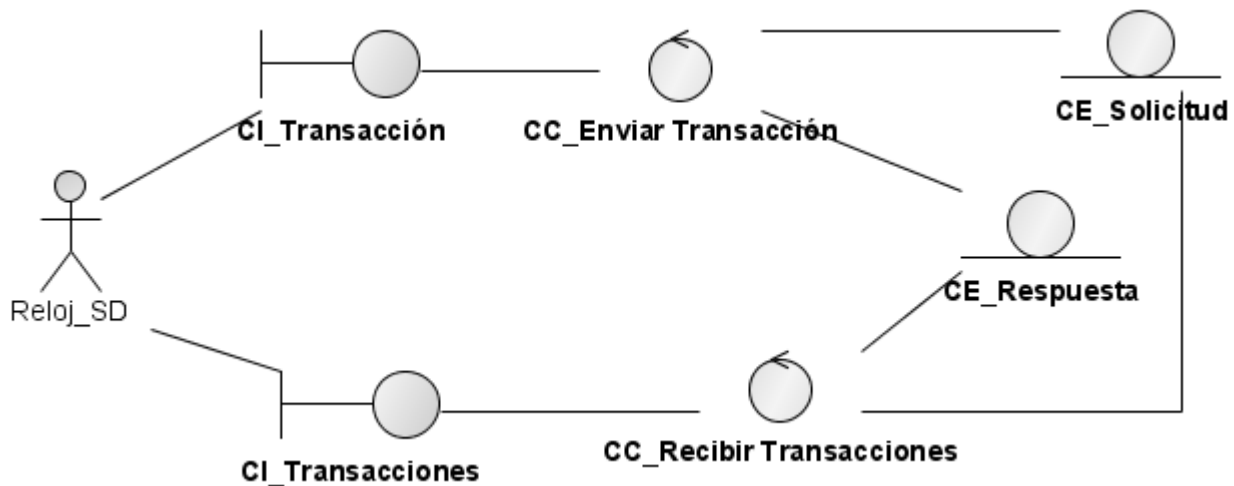 CI_Transacción
CC_Enviar Transacción
CE_Solicitud
Reloj_SD
CE_Respuesta
CI_Transacciones
CC_Recibir Transacciones